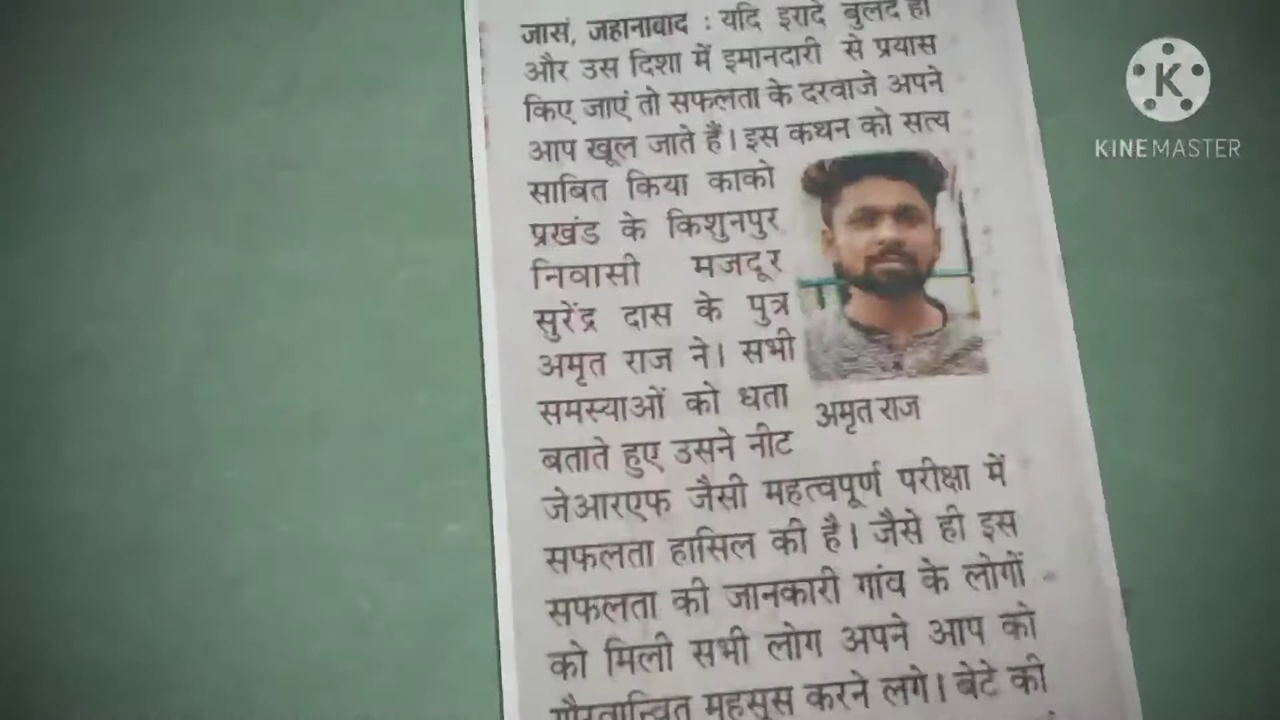 जासं, जहानाबाद : यदि इरादे बुलंद हों
और उस दिशा में इमानदारी से प्रयास
किए जाएं तो सफलता के दरवाजे अपने
आप खूल जाते हैं। इस कथन को सत्य
साबित किया काको
प्रखंड के किशुनपुर
निवासी मजदूर
सुरेंद्र दास के पुत्र
अमृत राज ने। सभी
समस्याओं को धता
बताते हुए उसने नीट
अमृत राज
जेआरएफ जैसी महत्वपूर्ण परीक्षा में
सफलता हासिल की है। जैसे ही इस
सफलता की जानकारी गांव के लोगों
को मिली सभी लोग अपने आप को
गौरवान्वित महसूस करने लगे। बेटे की
K
KINEMASTER